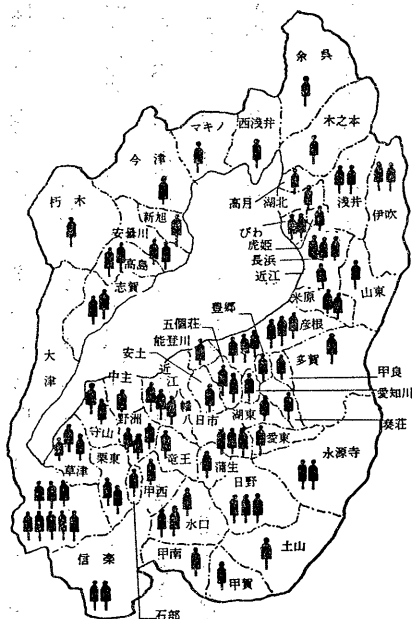 余呉
マキノ
西浅井
木之本
今津
朽木
高月
湖北
浅井
伊吹
新旭
安曇川
びわ
虎姫
長浜
近江
高島
志賀
米原
山東
豊郷
五個荘
能登川
彦根
多賀
大津
安土
近江
八幡
中主
甲良
愛知川
八日市
湖東
秦荘
守山
野洲
愛東
永源寺
栗東
竜王
蒲生
草津
甲西
日野
水口
土山
信楽
甲南
甲賀
石部